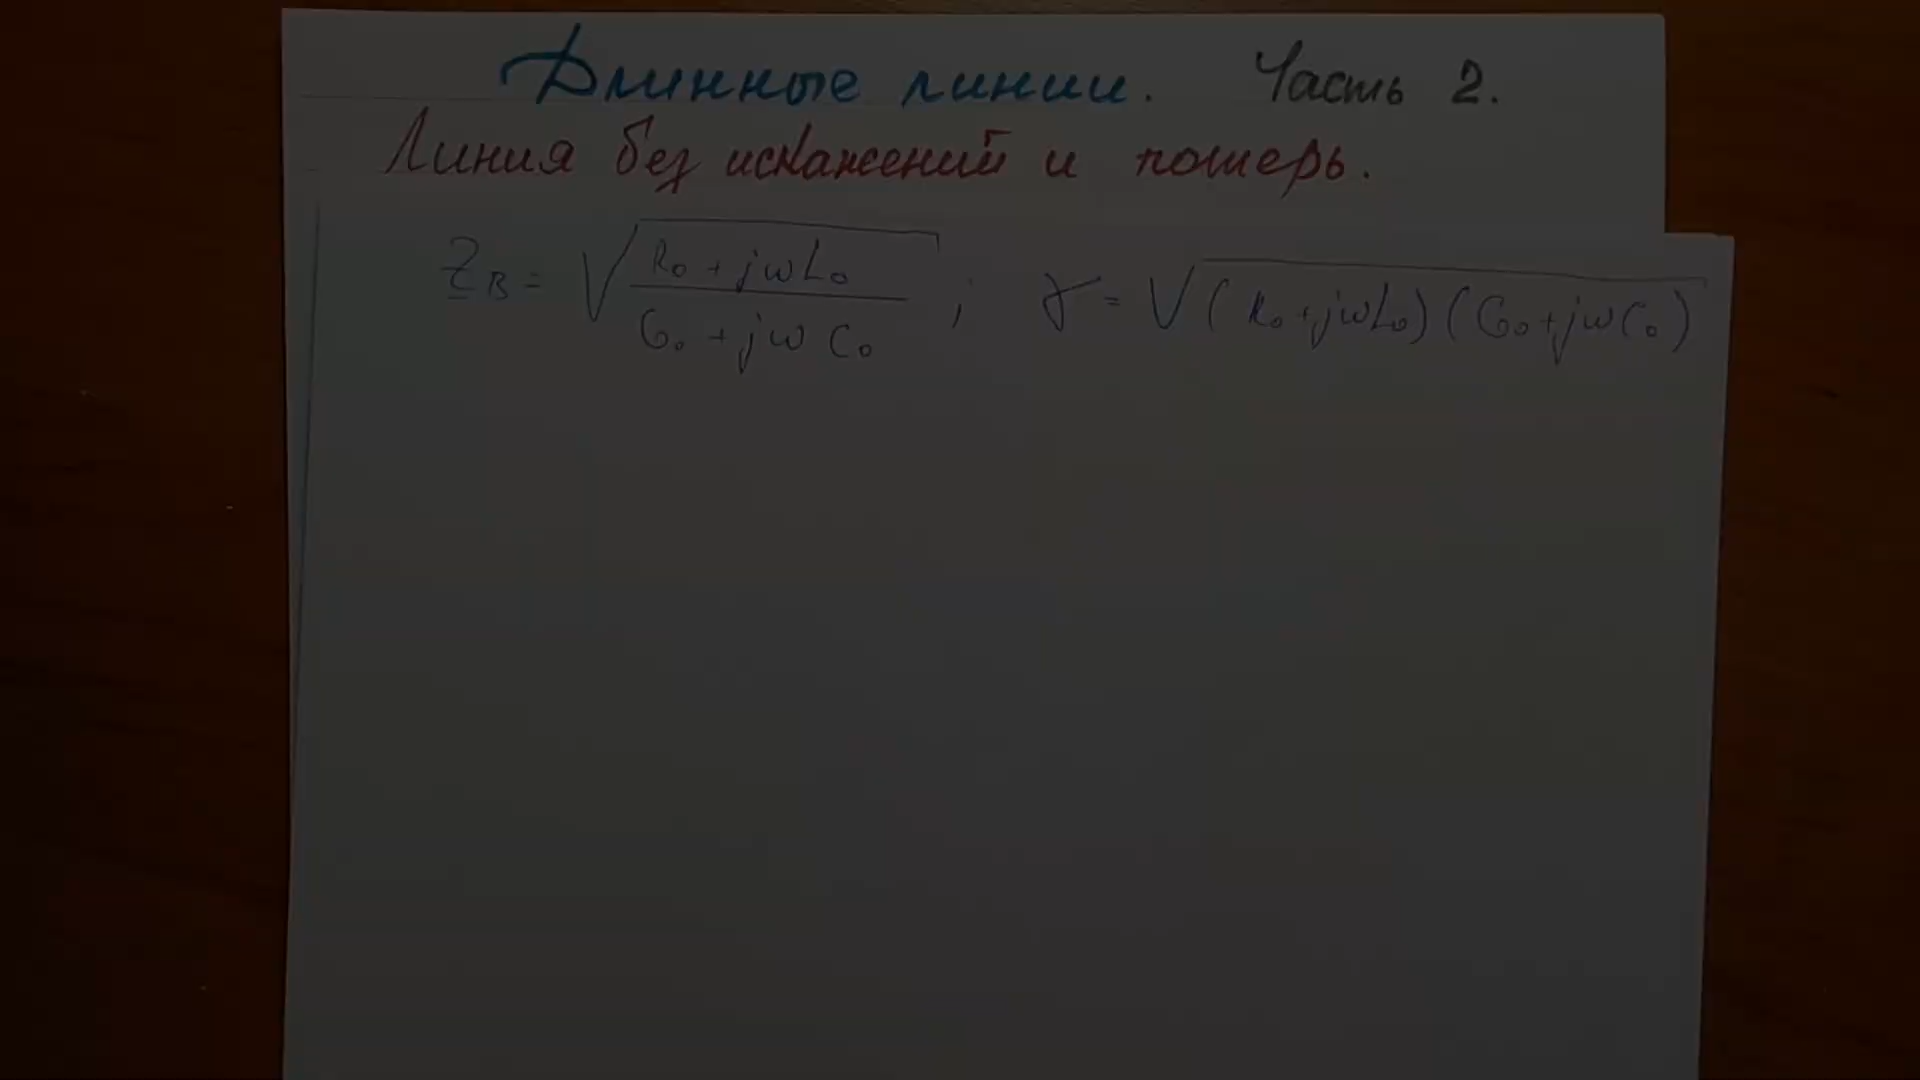 Длинные линии. Часть 2.
Линия без искажений и потерь.
Z_B = √((R₀ + jωL₀)/(G₀ + jωC₀)) ; γ = √((R₀ + jωL₀)(G₀ + jωC₀))